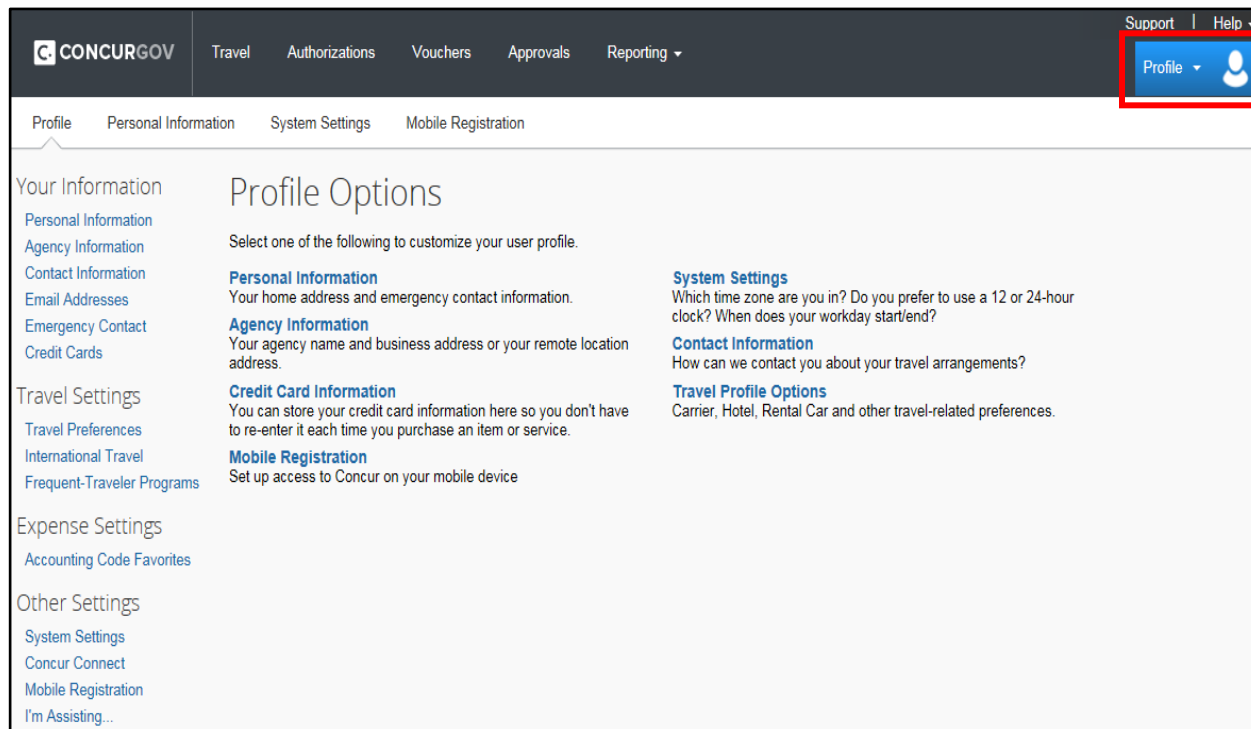 Support | Help
C. CONCURGOV Travel Authorizations Vouchers Approvals Reporting
Profile
Profile Personal Information System Settings Mobile Registration
Your Information
Personal Information
Agency Information
Contact Information
Email Addresses
Emergency Contact
Credit Cards
Travel Settings
Travel Preferences
International Travel
Frequent-Traveler Programs
Expense Settings
Accounting Code Favorites
Other Settings
System Settings
Concur Connect
Mobile Registration
I'm Assisting...
Profile Options
Select one of the following to customize your user profile.
Personal Information
Your home address and emergency contact information.
Agency Information
Your agency name and business address or your remote location
address.
Credit Card Information
You can store your credit card information here so you don't have
to re-enter it each time you purchase an item or service.
Mobile Registration
Set up access to Concur on your mobile device
System Settings
Which time zone are you in? Do you prefer to use a 12 or 24-hour
clock? When does your workday start/end?
Contact Information
How can we contact you about your travel arrangements?
Travel Profile Options
Carrier, Hotel, Rental Car and other travel-related preferences.